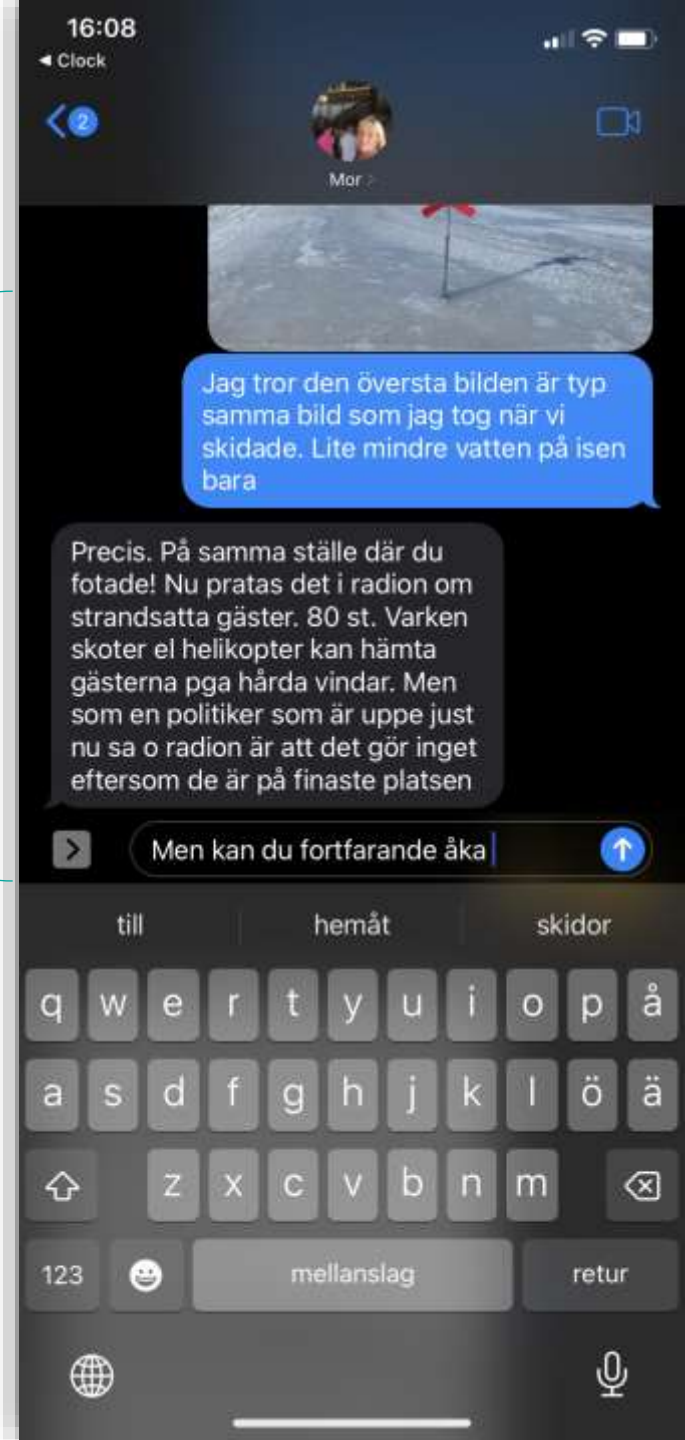 16:08
◀ Clock
2
Mor >
Jag tror den översta bilden är typ
samma bild som jag tog när vi
skidade. Lite mindre vatten på isen
bara
Precis. På samma ställe där du
fotade! Nu pratas det i radion om
strandsatta gäster. 80 st. Varken
skoter el helikopter kan hämta
gästerna pga hårda vindar. Men
som en politiker som är uppe just
nu sa o radion är att det gör inget
eftersom de är på finaste platsen
Men kan du fortfarande åka
till hemåt skidor
q w e r t y u i o p å
a s d f g h j k l ö ä
z x c v b n m
123 mellanslag retur